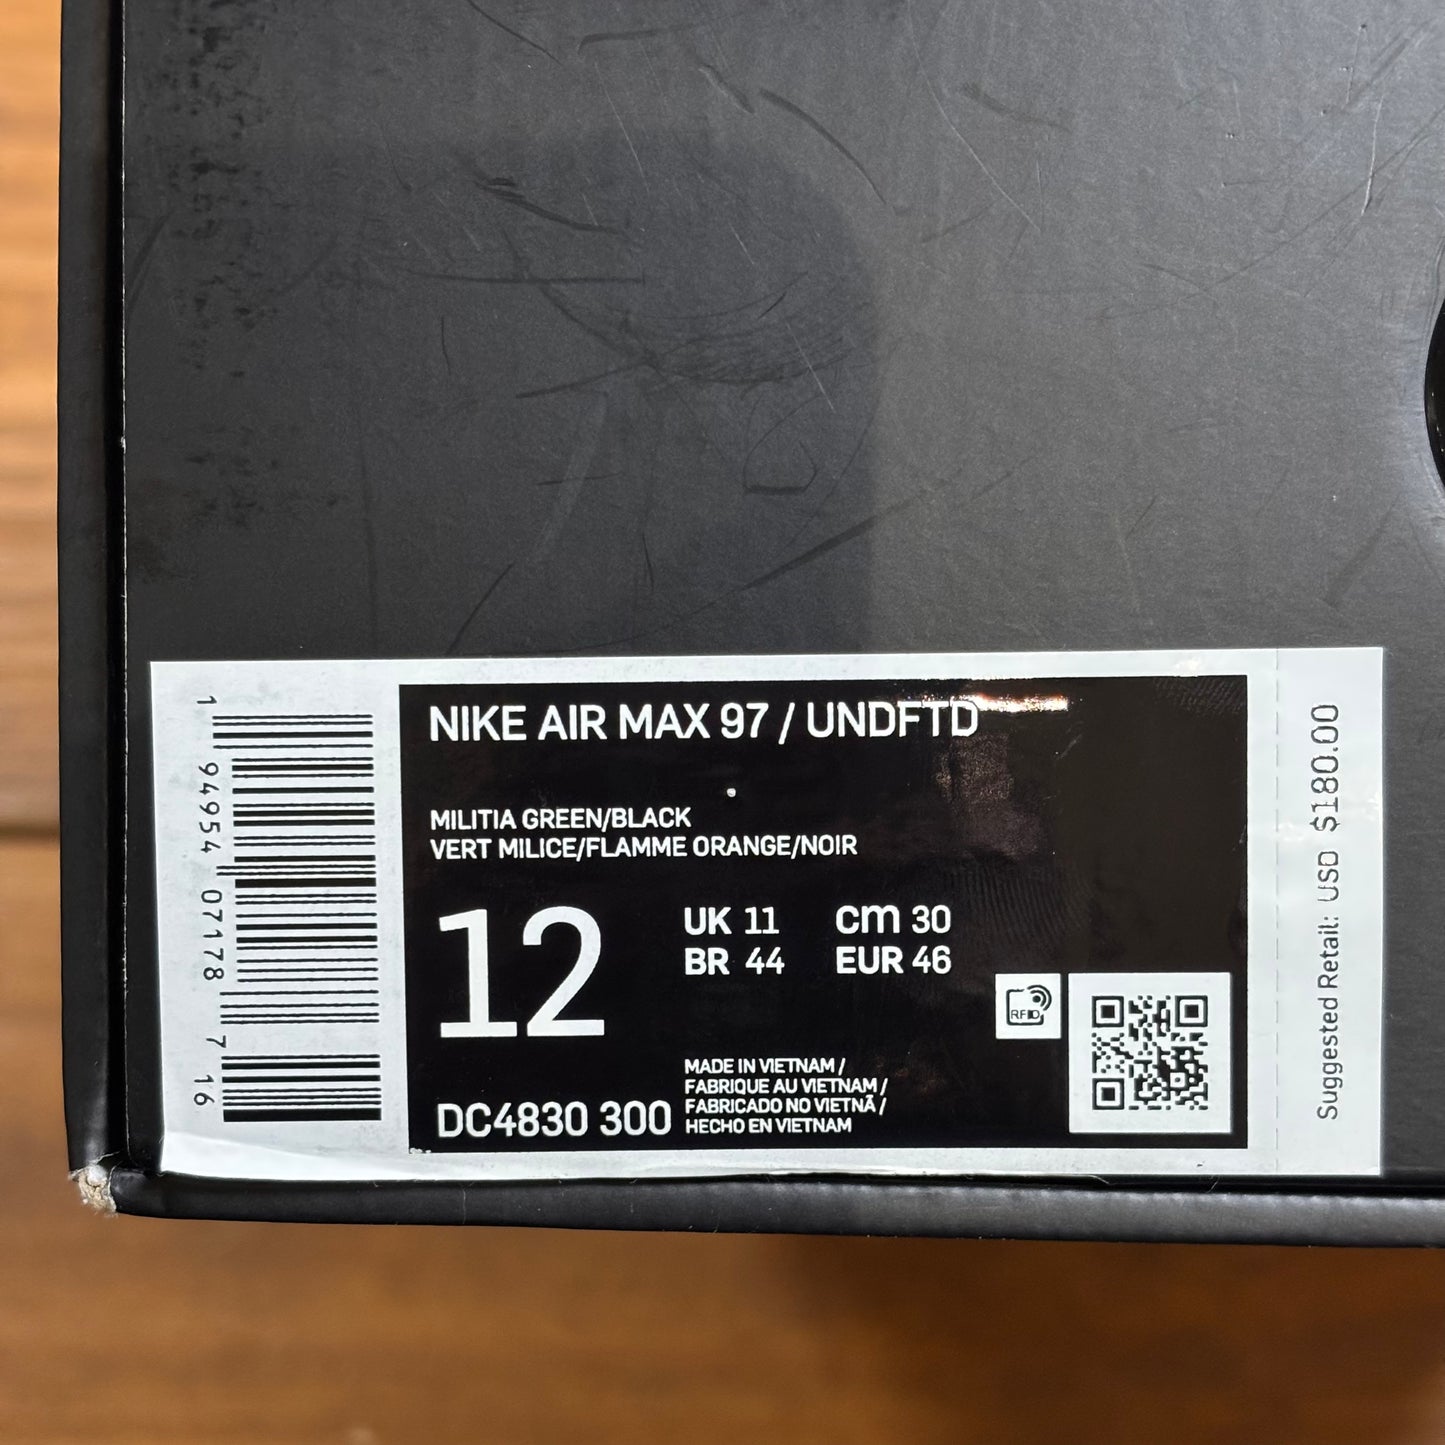 NIKE AIR MAX 97 / UNDFTD
MILITIA GREEN/BLACK
VERT MILICE/FLAMME ORANGE/NOIR
12
UK 11 cm 30
BR 44 EUR 46
DC4830 300
MADE IN VIETNAM /
FABRIQUE AU VIETNAM /
FABRICADO NO VIETNÃ /
HECHO EN VIETNAM
RFID
1 94954 07178 7 16
Suggested Retail: USD $180.00